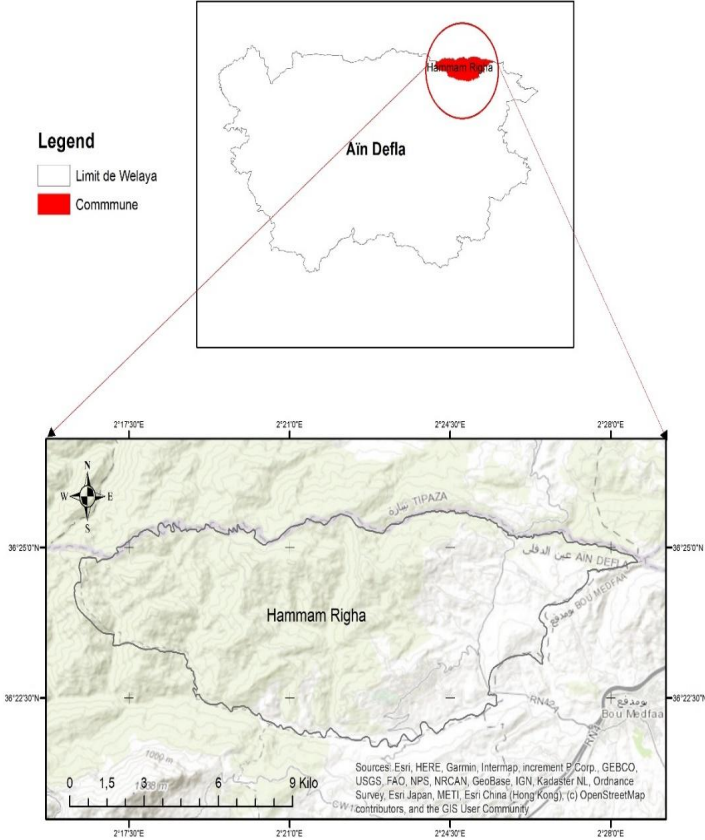 Hammam Righa
Aïn Defla
Legend
Limit de Welaya
Commmune
2°17'30"E 2°21'0"E 2°24'30"E 2°28'0"E
N
W E
S
تيبازة TIPAZA
36°25'0"N 36°25'0"N
عين الدفلى AIN DEFLA
بومدفع BOU MEDFAA
Hammam Righa
36°22'30"N 36°22'30"N
RN42
بومدفع
Bou Medfaa
RN4
1000 m
0 1,5 3 6 9 Kilo
CW
Sources: Esri, HERE, Garmin, Intermap, increment P Corp., GEBCO,
USGS, FAO, NPS, NRCAN, GeoBase, IGN, Kadaster NL, Ordnance
Survey, Esri Japan, METI, Esri China (Hong Kong), (c) OpenStreetMap
contributors, and the GIS User Community
2°17'30"E 2°21'0"E 2°24'30"E 2°28'0"E